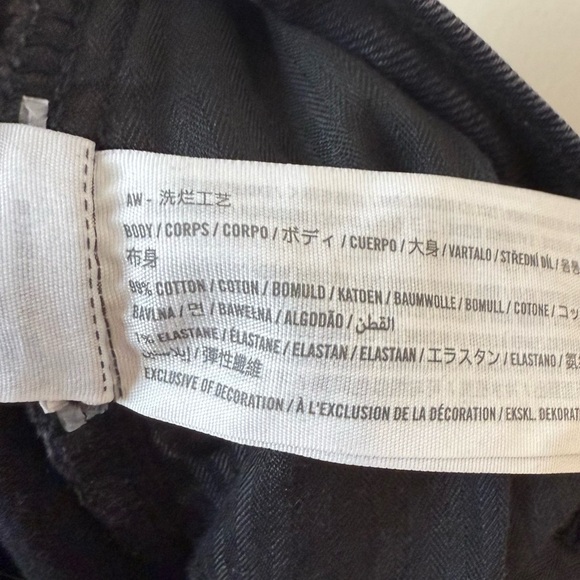 AW - 洗烂工艺
BODY / CORPS / CORPO / ボディ / CUERPO / 大身 / VARTALO / STŘEDNÍ DÍL /
布身
99% COTTON / COTON / BOMULD / KATOEN / BAUMWOLLE / BOMULL / COTONE / コッ
BAVLNA / 면 / BAWEŁNA / ALGODÃO / القطن
1% ELASTANE / ÉLASTANE / ELASTAN / ELASTAAN / エラスタン / ELASTANO / 氨
/ 弹性纖維
EXCLUSIVE OF DECORATION / À L'EXCLUSION DE LA DÉCORATION / EKSKL. DEKORAT